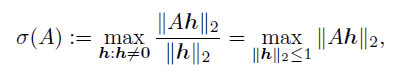 σ(A) := max_{h:h≠0} ‖Ah‖₂ / ‖h‖₂ = max_{‖h‖₂≤1} ‖Ah‖₂,